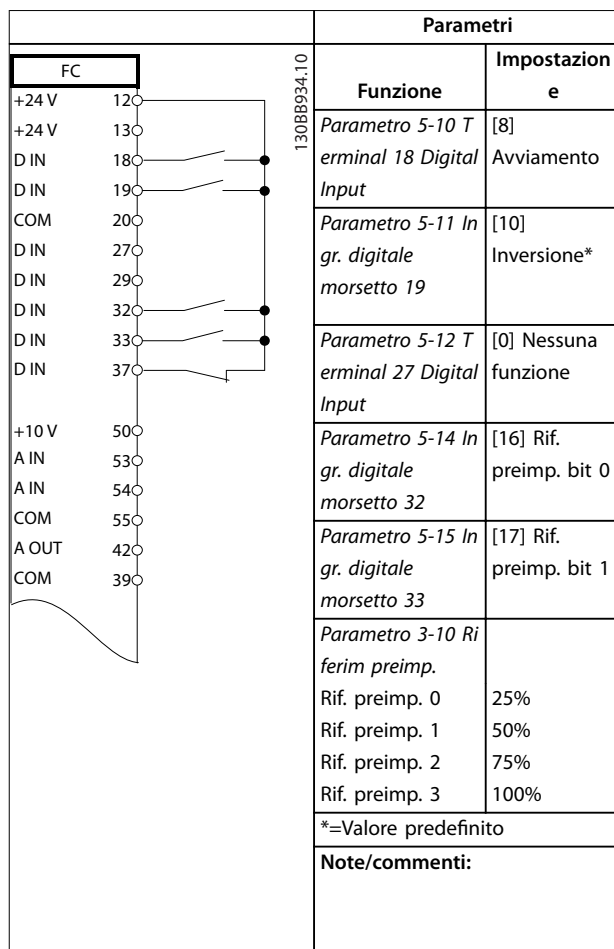 Parametri
Funzione
Impostazion
e
FC
+24 V 12
+24 V 13
D IN 18
D IN 19
COM 20
D IN 27
D IN 29
D IN 32
D IN 33
D IN 37
+10 V 50
A IN 53
A IN 54
COM 55
A OUT 42
COM 39
130BB934.10
Parametro 5-10 T [8]
erminal 18 Digital Avviamento
Input
Parametro 5-11 In [10]
gr. digitale Inversione*
morsetto 19
Parametro 5-12 T [0] Nessuna
erminal 27 Digital funzione
Input
Parametro 5-14 In [16] Rif.
gr. digitale preimp. bit 0
morsetto 32
Parametro 5-15 In [17] Rif.
gr. digitale preimp. bit 1
morsetto 33
Parametro 3-10 Ri
ferim preimp.
Rif. preimp. 0 25%
Rif. preimp. 1 50%
Rif. preimp. 2 75%
Rif. preimp. 3 100%
*=Valore predefinito
Note/commenti: